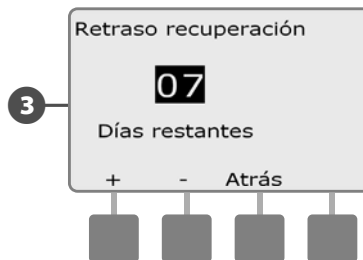 Retraso recuperación
07
3
Días restantes
+ - Atrás